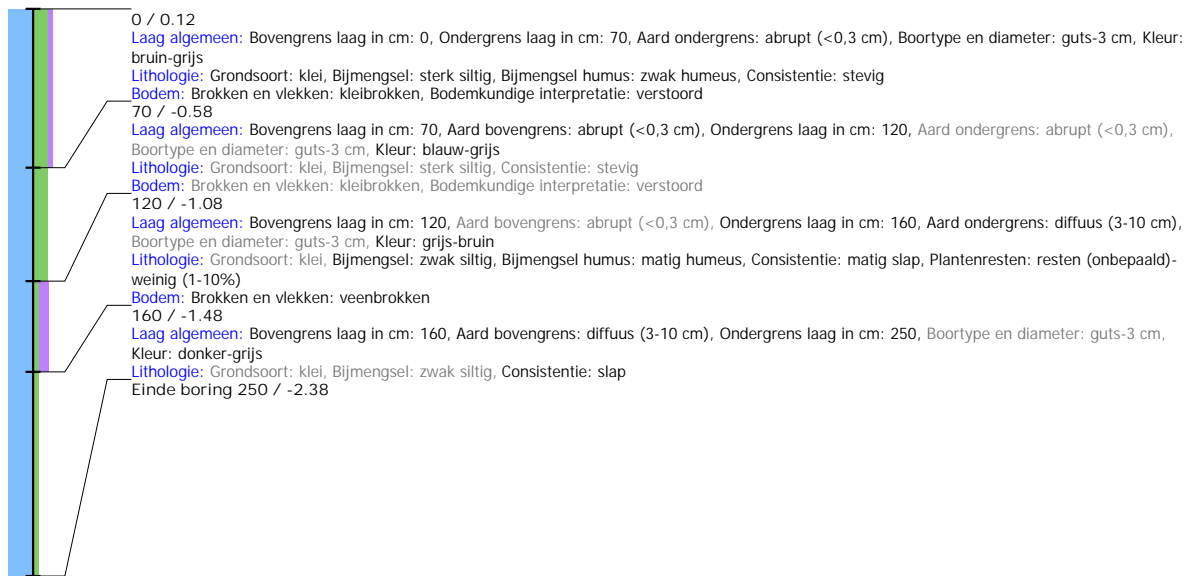 0 / 0.12
Laag algemeen: Bovengrens laag in cm: 0, Ondergrens laag in cm: 70, Aard ondergrens: abrupt (<0,3 cm), Boortype en diameter: guts-3 cm, Kleur:
bruin-grijs
Lithologie: Grondsoort: klei, Bijmengsel: sterk siltig, Bijmengsel humus: zwak humeus, Consistentie: stevig
Bodem: Brokken en vlekken: kleibrokken, Bodemkundige interpretatie: verstoord
70 / -0.58
Laag algemeen: Bovengrens laag in cm: 70, Aard bovengrens: abrupt (<0,3 cm), Ondergrens laag in cm: 120, Aard ondergrens: abrupt (<0,3 cm),
Boortype en diameter: guts-3 cm, Kleur: blauw-grijs
Lithologie: Grondsoort: klei, Bijmengsel: sterk siltig, Consistentie: stevig
Bodem: Brokken en vlekken: kleibrokken, Bodemkundige interpretatie: verstoord
120 / -1.08
Laag algemeen: Bovengrens laag in cm: 120, Aard bovengrens: abrupt (<0,3 cm), Ondergrens laag in cm: 160, Aard ondergrens: diffuus (3-10 cm),
Boortype en diameter: guts-3 cm, Kleur: grijs-bruin
Lithologie: Grondsoort: klei, Bijmengsel: zwak siltig, Bijmengsel humus: matig humeus, Consistentie: matig slap, Plantenresten: resten (onbepaald)-
weinig (1-10%)
Bodem: Brokken en vlekken: veenbrokken
160 / -1.48
Laag algemeen: Bovengrens laag in cm: 160, Aard bovengrens: diffuus (3-10 cm), Ondergrens laag in cm: 250, Boortype en diameter: guts-3 cm,
Kleur: donker-grijs
Lithologie: Grondsoort: klei, Bijmengsel: zwak siltig, Consistentie: slap
Einde boring 250 / -2.38